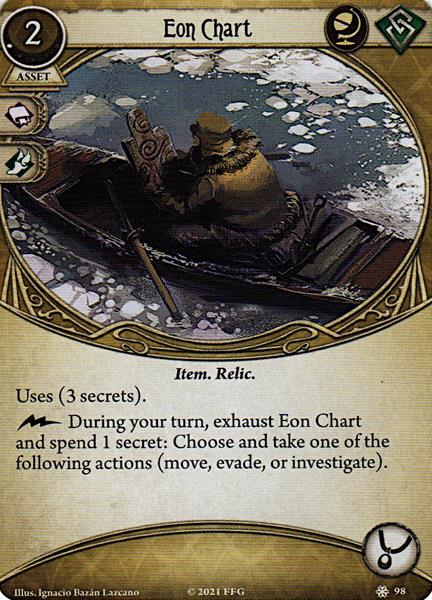 2
Eon Chart
ASSET
Item. Relic.
Uses (3 secrets).
During your turn, exhaust Eon Chart
and spend 1 secret: Choose and take one of the
following actions (move, evade, or investigate).
Illus. Ignacio Bazán Lazcano
© 2021 FFG
98